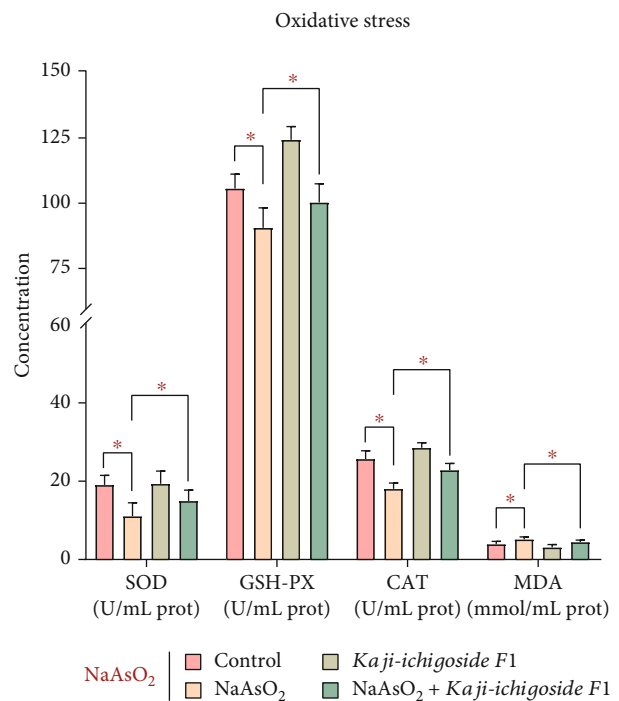 Oxidative stress
150
125
100
75
60
40
20
0
Concentration
* * * * * * * *
SOD GSH-PX CAT MDA
(U/mL prot) (U/mL prot) (U/mL prot) (mmol/mL prot)
NaAsO₂
Control Kaji-ichigoside F1
NaAsO₂ NaAsO₂ + Kaji-ichigoside F1